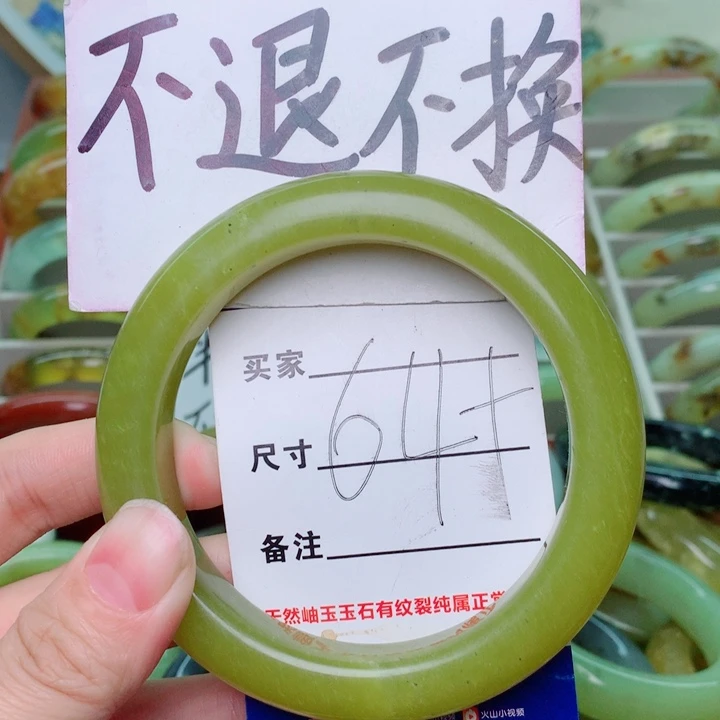 不退不换
买家
尺寸
64+
备注
天然岫玉玉石有纹裂纯属正常
火山小视频